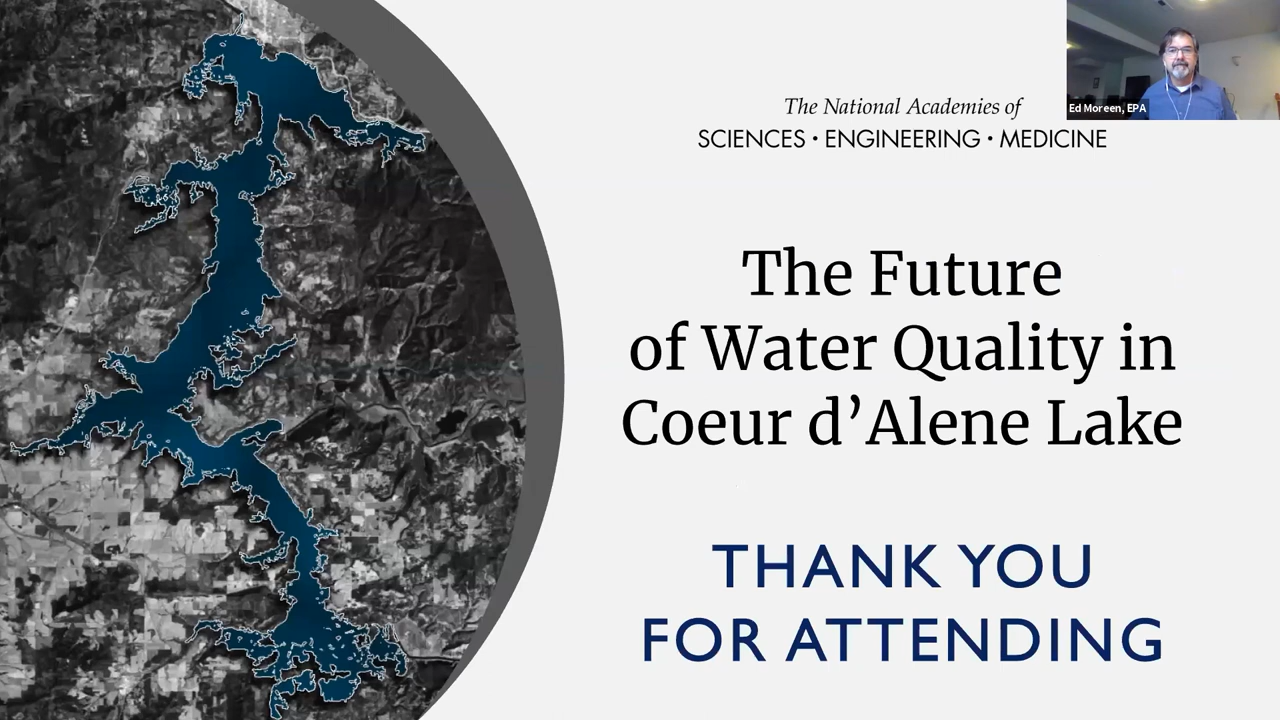 Ed Moreen, EPA
The National Academies of
SCIENCES · ENGINEERING · MEDICINE
The Future
of Water Quality in
Coeur d’Alene Lake
THANK YOU
FOR ATTENDING